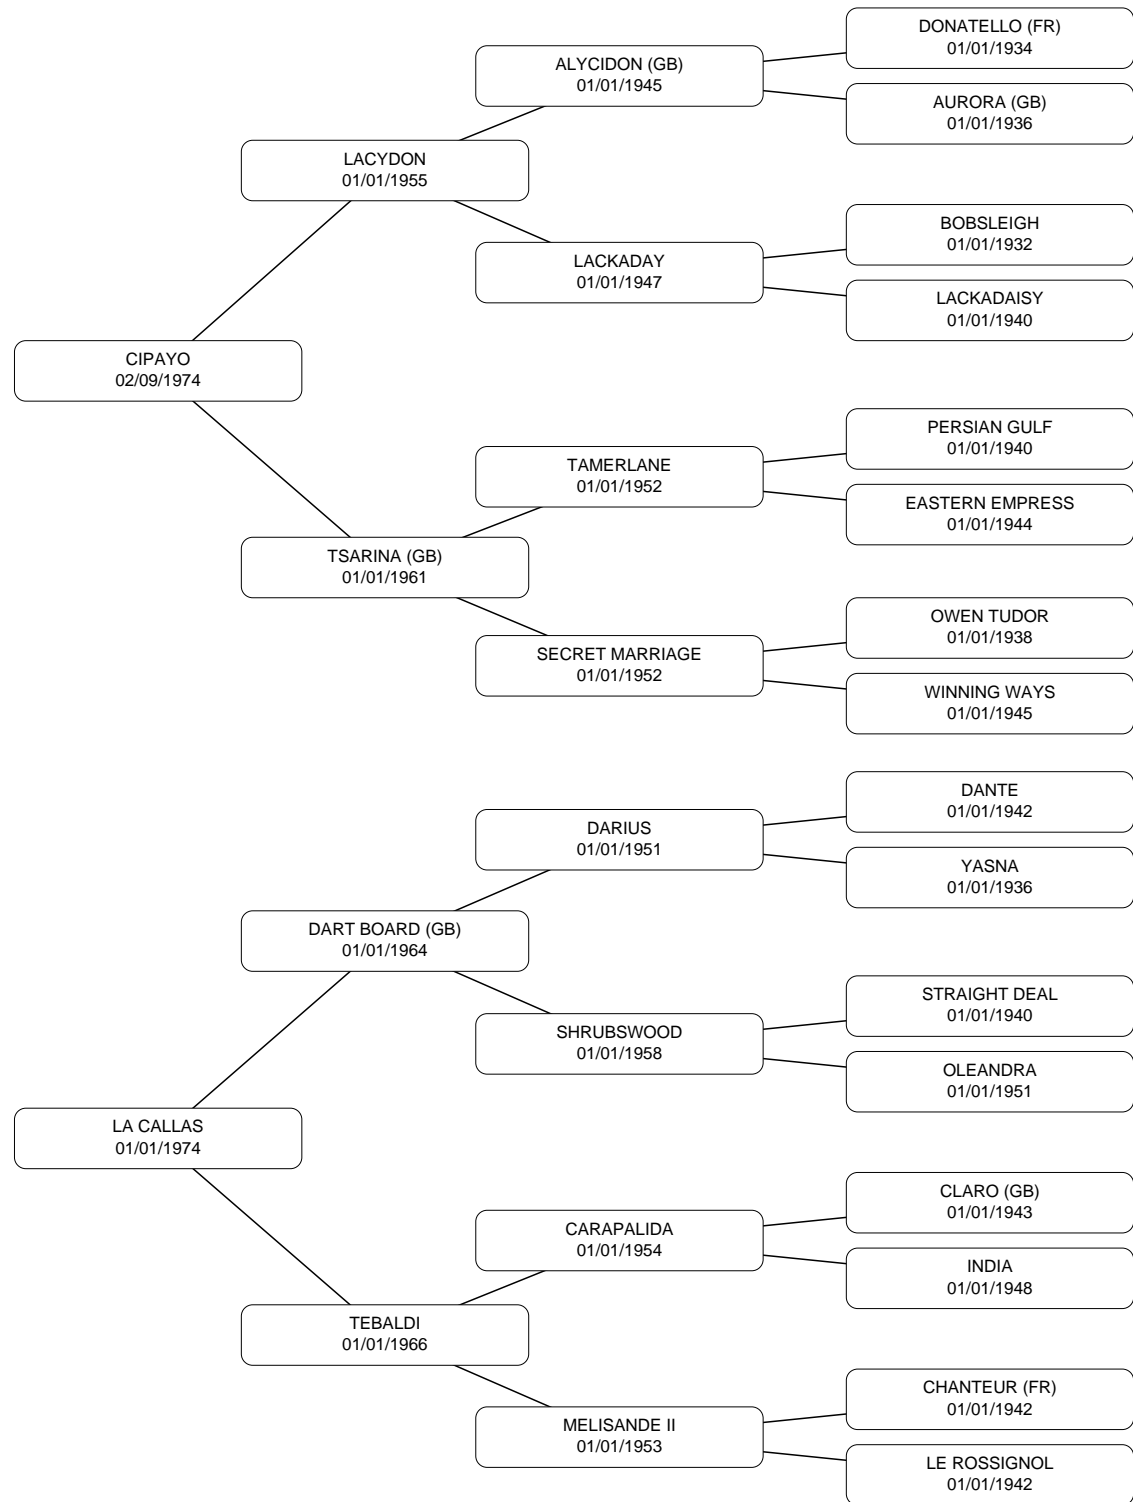 DONATELLO (FR)
01/01/1934
ALYCIDON (GB)
01/01/1945
AURORA (GB)
01/01/1936
LACYDON
01/01/1955
BOBSLEIGH
01/01/1932
LACKADAY
01/01/1947
LACKADAISY
01/01/1940
CIPAYO
02/09/1974
PERSIAN GULF
01/01/1940
TAMERLANE
01/01/1952
EASTERN EMPRESS
01/01/1944
TSARINA (GB)
01/01/1961
OWEN TUDOR
01/01/1938
SECRET MARRIAGE
01/01/1952
WINNING WAYS
01/01/1945
DANTE
01/01/1942
DARIUS
01/01/1951
YASNA
01/01/1936
DART BOARD (GB)
01/01/1964
STRAIGHT DEAL
01/01/1940
SHRUBSWOOD
01/01/1958
OLEANDRA
01/01/1951
LA CALLAS
01/01/1974
CLARO (GB)
01/01/1943
CARAPALIDA
01/01/1954
INDIA
01/01/1948
TEBALDI
01/01/1966
CHANTEUR (FR)
01/01/1942
MELISANDE II
01/01/1953
LE ROSSIGNOL
01/01/1942